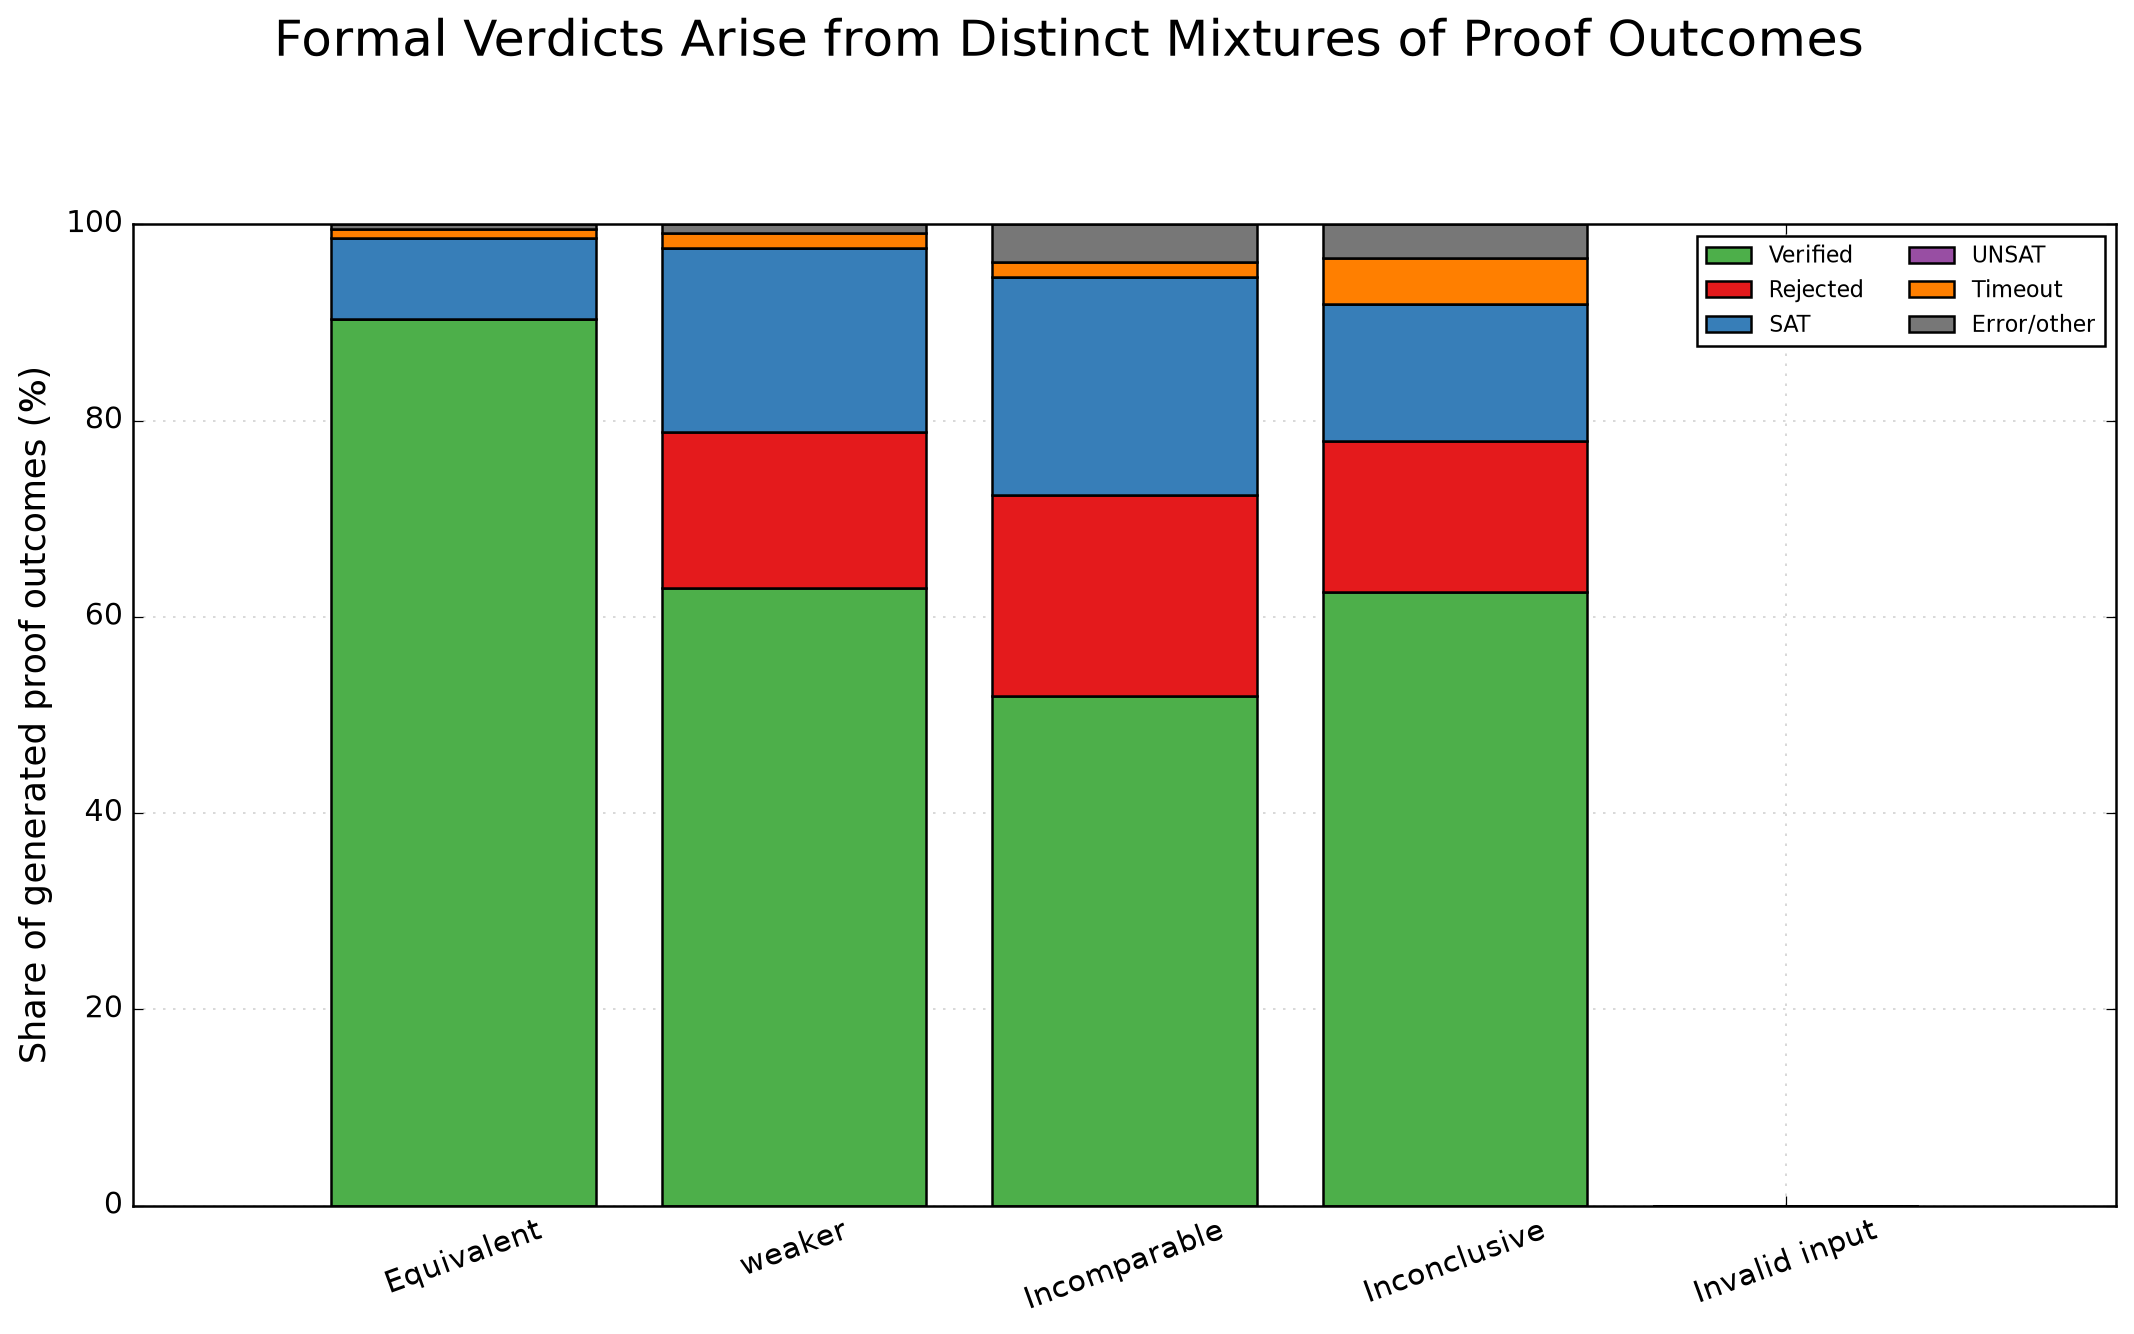 Formal Verdicts Arise from Distinct Mixtures of Proof Outcomes
Share of generated proof outcomes (%)
100
80
60
40
20
0
Verified
Rejected
SAT
UNSAT
Timeout
Error/other
Equivalent
weaker
Incomparable
Inconclusive
Invalid input